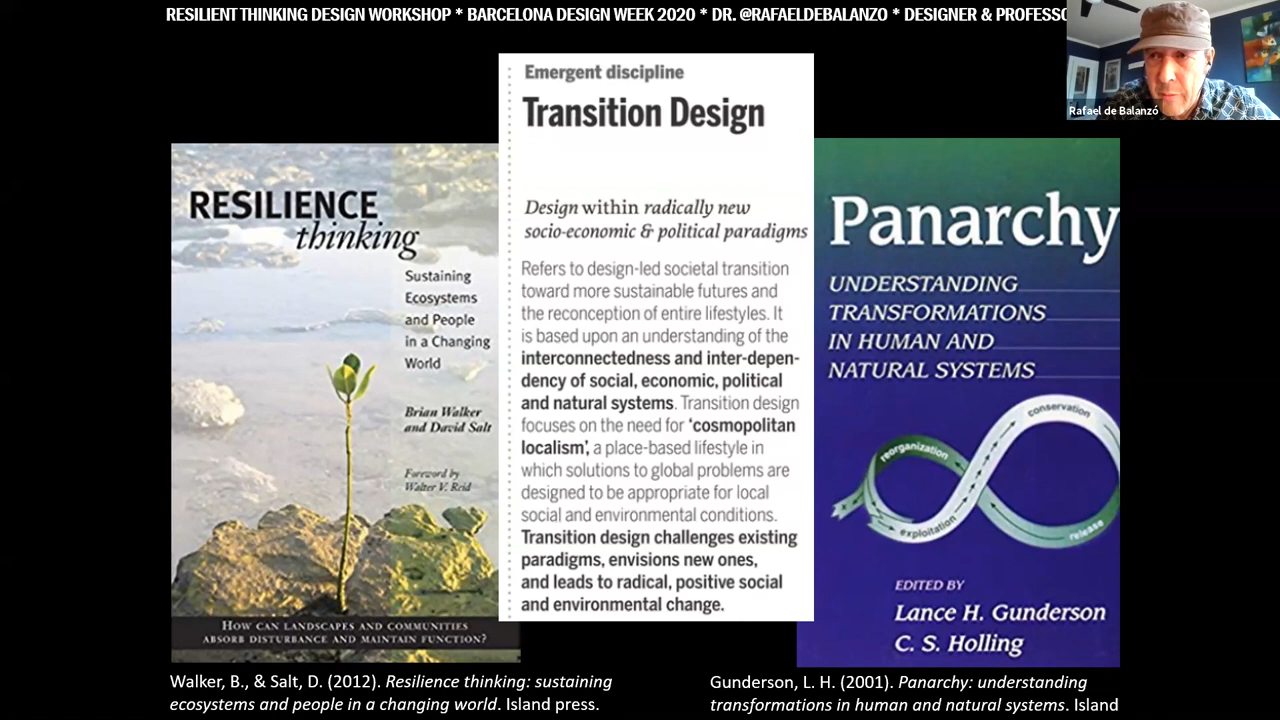 RESILIENT THINKING DESIGN WORKSHOP * BARCELONA DESIGN WEEK 2020 * DR. @RAFAELDEBALANZO * DESIGNER & PROFESSO
Rafael de Balanzó
RESILIENCE
thinking
Sustaining
Ecosystems
and People
in a Changing
World
Brian Walker
and David Salt
Foreword by
Walter V. Reid
HOW CAN LANDSCAPES AND COMMUNITIES
ABSORB DISTURBANCE AND MAINTAIN FUNCTION?
Emergent discipline
Transition Design
Design within radically new
socio-economic & political paradigms
Refers to design-led societal transition
toward more sustainable futures and
the reconception of entire lifestyles. It
is based upon an understanding of the
interconnectedness and inter-depen-
dency of social, economic, political
and natural systems. Transition design
focuses on the need for 'cosmopolitan
localism', a place-based lifestyle in
which solutions to global problems are
designed to be appropriate for local
social and environmental conditions.
Transition design challenges existing
paradigms, envisions new ones,
and leads to radical, positive social
and environmental change.
Panarchy
UNDERSTANDING
TRANSFORMATIONS
IN HUMAN AND
NATURAL SYSTEMS
conservation
reorganization
exploitation
release
EDITED BY
Lance H. Gunderson
C. S. Holling
Walker, B., & Salt, D. (2012). Resilience thinking: sustaining
ecosystems and people in a changing world. Island press.
Gunderson, L. H. (2001). Panarchy: understanding
transformations in human and natural systems. Island